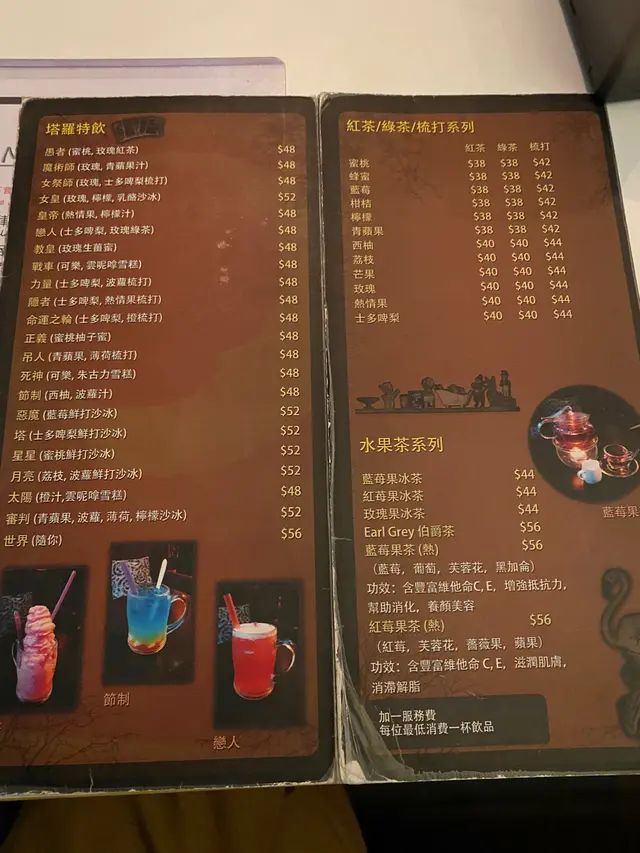 塔羅特飲
愚者 (蜜桃, 玫瑰紅茶) $48
魔術師 (玫瑰, 青蘋果汁) $48
女祭師 (玫瑰, 士多啤梨梳打) $48
女皇 (玫瑰, 檸檬, 乳酪沙冰) $52
皇帝 (熱情果, 檸檬汁) $48
戀人 (士多啤梨, 玫瑰綠茶) $48
教皇 (玫瑰生薑蜜) $48
戰車 (可樂, 雲呢嗱雪糕) $48
力量 (士多啤梨, 波蘿梳打) $48
隱者 (士多啤梨, 熱情果梳打) $48
命運之輪 (士多啤梨, 橙梳打) $48
正義 (蜜桃柚子蜜) $48
吊人 (青蘋果, 薄荷梳打) $48
死神 (可樂, 朱古力雪糕) $48
節制 (西柚, 波蘿汁) $48
惡魔 (藍莓鮮打沙冰) $52
塔 (士多啤梨鮮打沙冰) $52
星星 (蜜桃鮮打沙冰) $52
月亮 (荔枝, 波蘿鮮打沙冰) $52
太陽 (橙汁,雲呢嗱雪糕) $48
審判 (青蘋果, 波蘿, 薄荷, 檸檬沙冰) $52
世界 (隨你) $56
節制
戀人
紅茶/綠茶/梳打系列
紅茶 綠茶 梳打
蜜桃 $38 $38 $42
蜂蜜 $38 $38 $42
藍莓 $38 $38 $42
柑桔 $38 $38 $42
檸檬 $38 $38 $42
青蘋果 $38 $38 $42
西柚 $40 $40 $44
荔枝 $40 $40 $44
芒果 $40 $40 $44
玫瑰 $40 $40 $44
熱情果 $40 $40 $44
士多啤梨 $40 $40 $44
水果茶系列
藍莓果冰茶 $44
紅莓果冰茶 $44
玫瑰果冰茶 $44
Earl Grey 伯爵茶 $56
藍莓果茶 (熱) $56
(藍莓, 葡萄, 芙蓉花, 黑加侖)
功效: 含豐富維他命C, E, 增強抵抗力,
幫助消化, 養顏美容
紅莓果茶 (熱) $56
(紅莓, 芙蓉花, 薔薇果, 蘋果)
功效: 含豐富維他命 C, E, 滋潤肌膚,
消滯解脂
藍莓果
加一服務費
每位最低消費一杯飲品